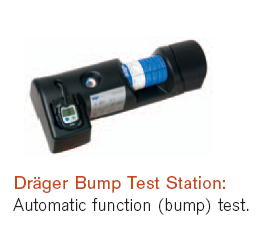 Dräger Bump Test Station:
Automatic function (bump) test.